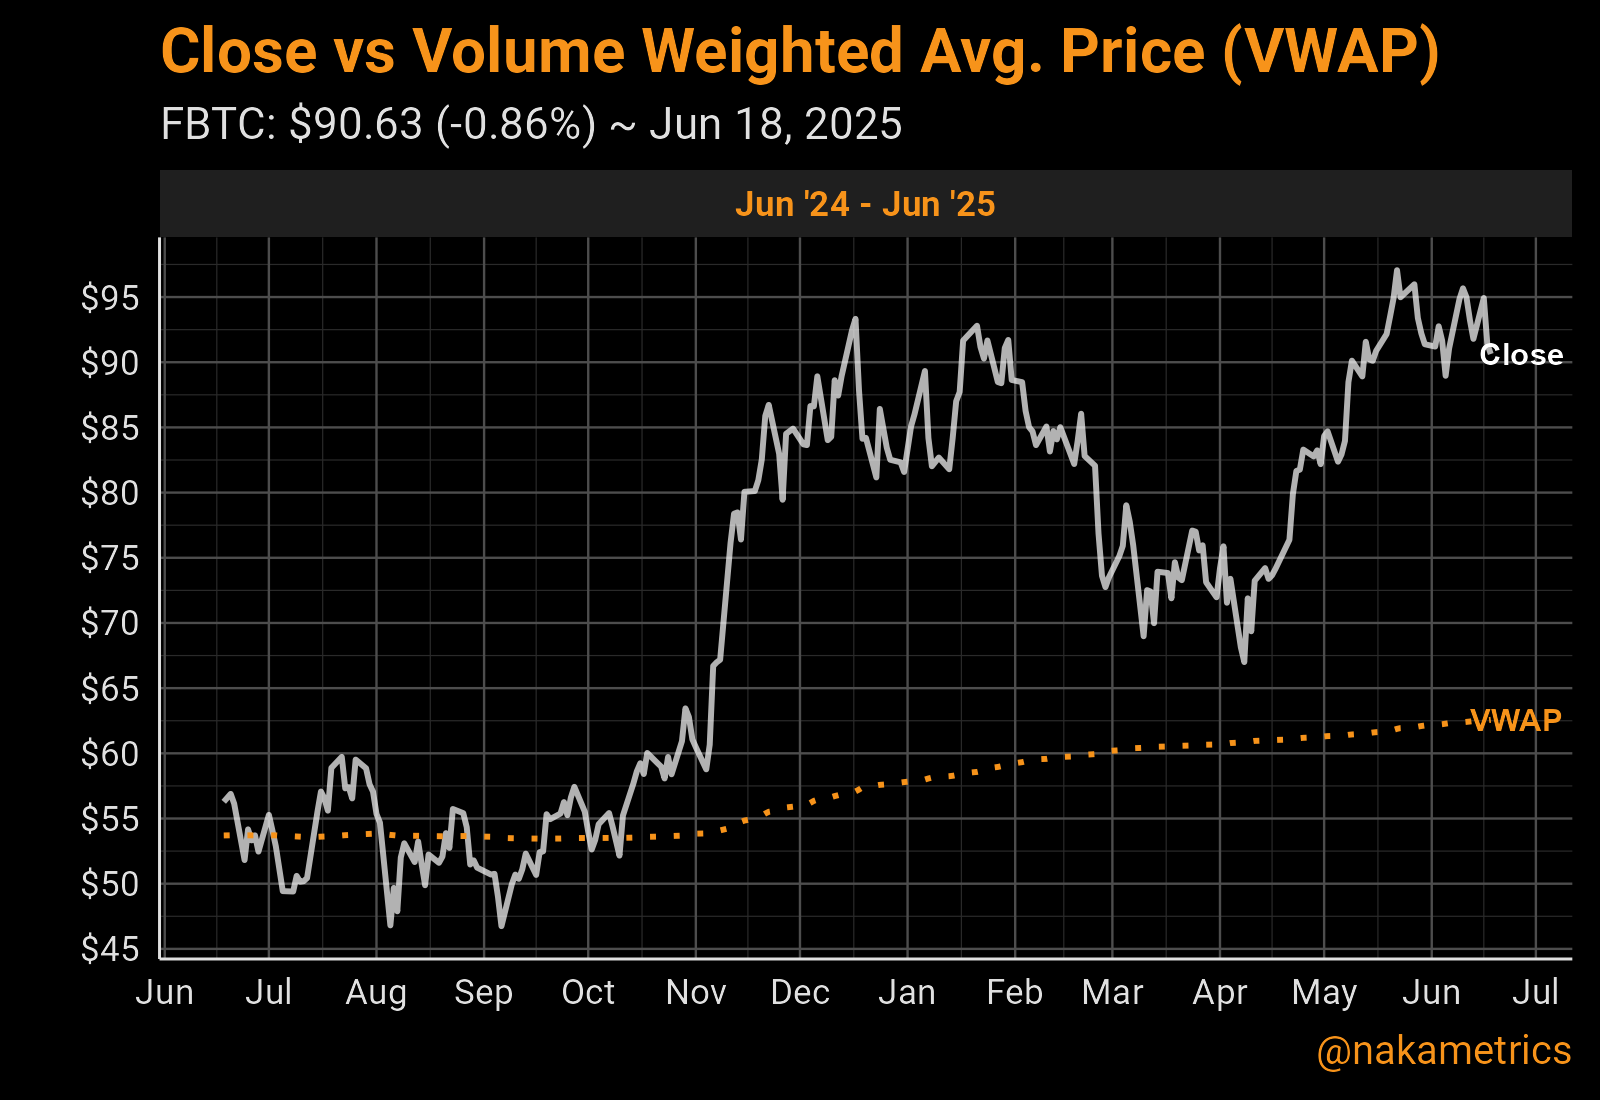 Close vs Volume Weighted Avg. Price (VWAP)
FBTC: $90.63 (-0.86%) ~ Jun 18, 2025
Jun '24 - Jun '25
$95
$90
$85
$80
$75
$70
$65
$60
$55
$50
$45
Close
VWAP
Jun Jul Aug Sep Oct Nov Dec Jan Feb Mar Apr May Jun Jul
@nakametrics